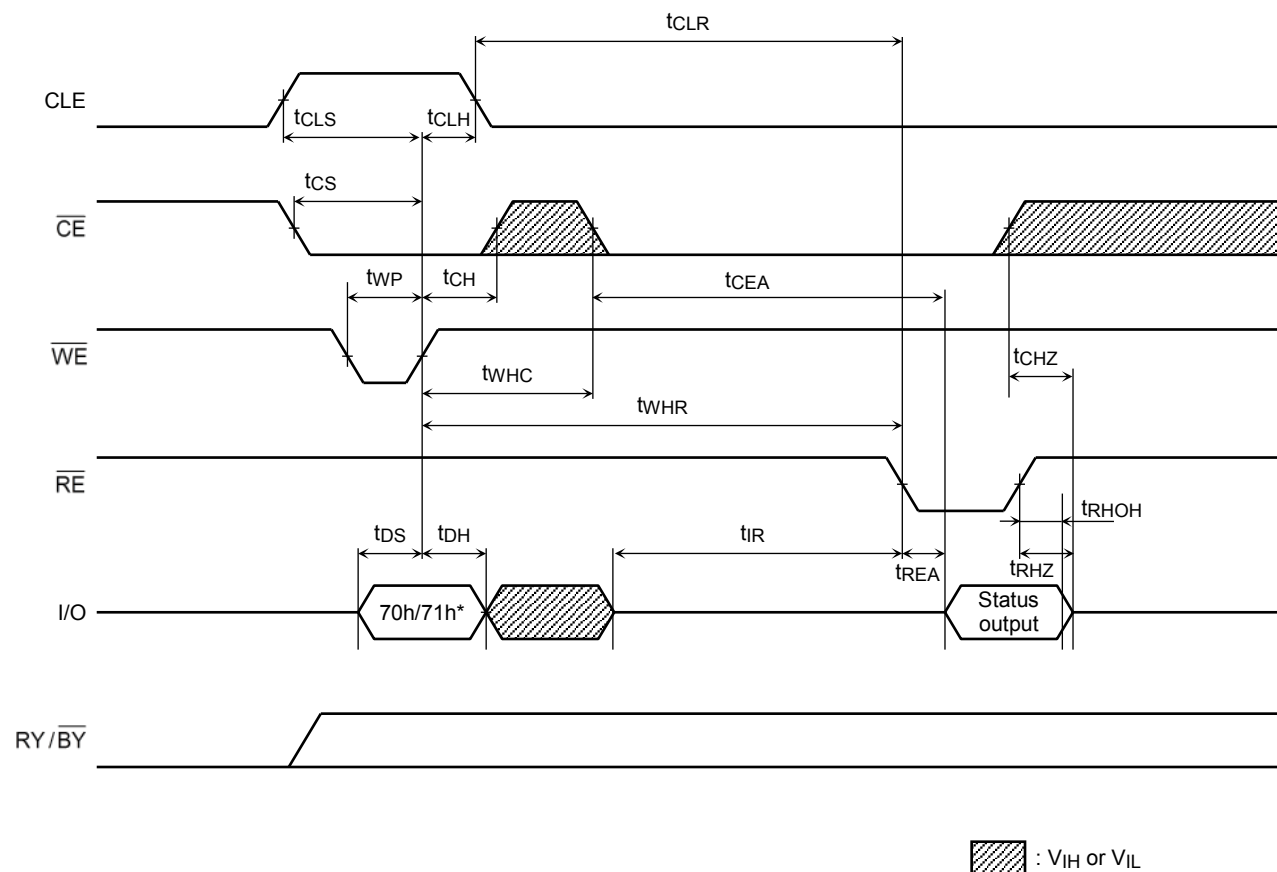 tCLR
CLE
tCLS
tCLH
tCS
CE
tWP
tCH
tCEA
WE
tCHZ
tWHC
tWHR
RE
tRHOH
tDS
tDH
tIR
tREA
tRHZ
I/O
70h/71h*
Status
output
RY/BY
: VIH or VIL